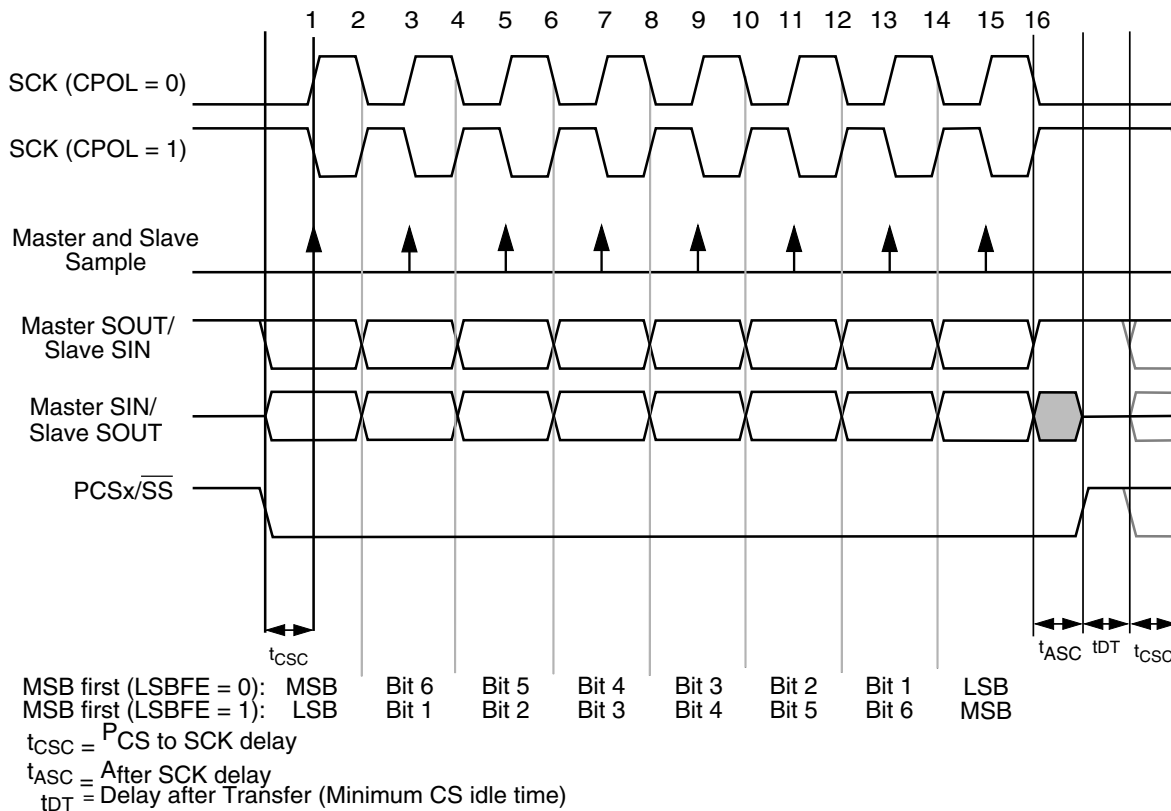 1 2 3 4 5 6 7 8 9 10 11 12 13 14 15 16
SCK (CPOL = 0)
SCK (CPOL = 1)
Master and Slave
Sample
Master SOUT/
Slave SIN
Master SIN/
Slave SOUT
PCSx/SS
tCSC tASC tDT tCSC
MSB first (LSBFE = 0): MSB Bit 6 Bit 5 Bit 4 Bit 3 Bit 2 Bit 1 LSB
MSB first (LSBFE = 1): LSB Bit 1 Bit 2 Bit 3 Bit 4 Bit 5 Bit 6 MSB
tCSC = PCS to SCK delay
tASC = After SCK delay
tDT = Delay after Transfer (Minimum CS idle time)